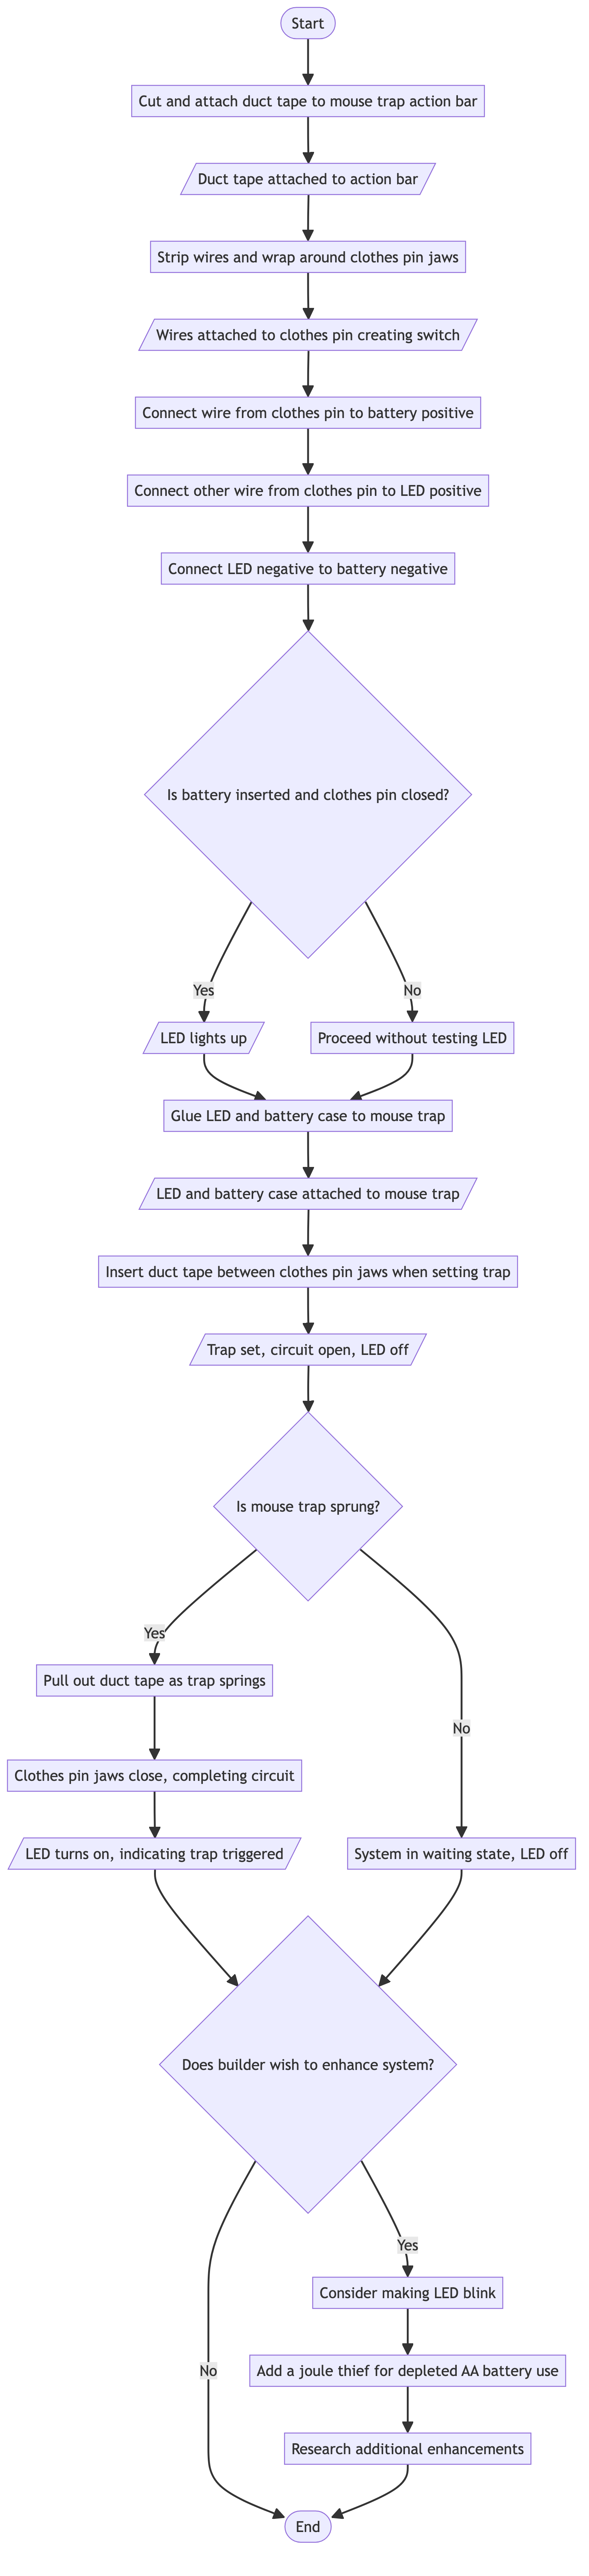 Start
Cut and attach duct tape to mouse trap action bar
Duct tape attached to action bar
Strip wires and wrap around clothes pin jaws
Wires attached to clothes pin creating switch
Connect wire from clothes pin to battery positive
Connect other wire from clothes pin to LED positive
Connect LED negative to battery negative
Is battery inserted and clothes pin closed?
Yes
No
LED lights up
Proceed without testing LED
Glue LED and battery case to mouse trap
LED and battery case attached to mouse trap
Insert duct tape between clothes pin jaws when setting trap
Trap set, circuit open, LED off
Is mouse trap sprung?
Yes
Pull out duct tape as trap springs
No
Clothes pin jaws close, completing circuit
LED turns on, indicating trap triggered
System in waiting state, LED off
Does builder wish to enhance system?
Yes
Consider making LED blink
No
Add a joule thief for depleted AA battery use
Research additional enhancements
End